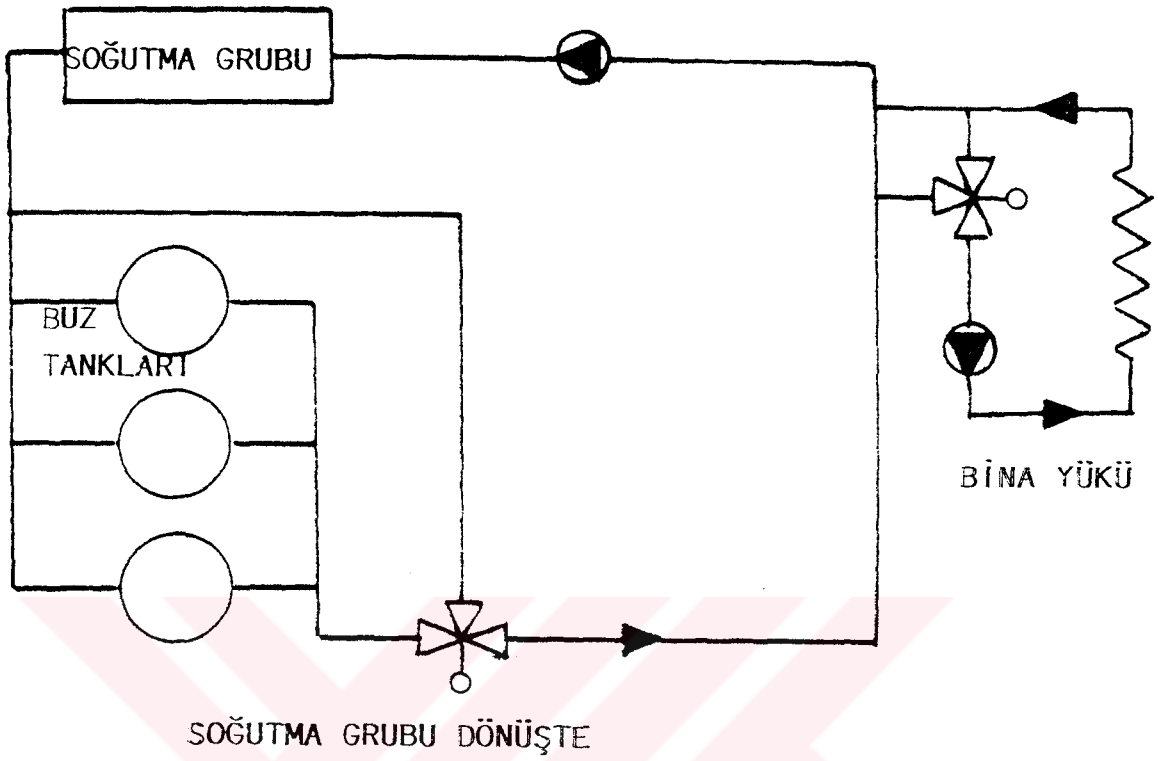 SOĞUTMA GRUBU
BUZ
TANKLARI
BİNA YÜKÜ
SOĞUTMA GRUBU DÖNÜŞTE